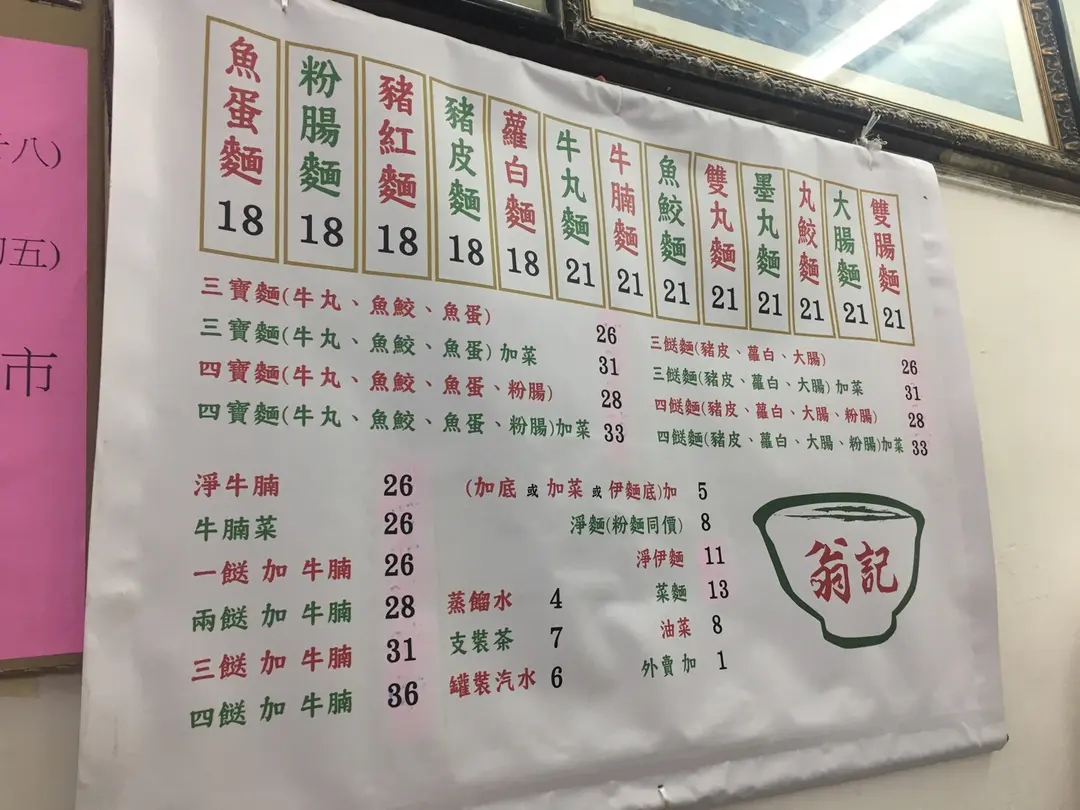 廿八)
初五)
市
魚蛋麵 18
粉腸麵 18
豬紅麵 18
豬皮麵 18
蘿白麵 18
牛丸麵 21
牛腩麵 21
魚鮫麵 21
雙丸麵 21
墨丸麵 21
丸鮫麵 21
大腸麵 21
雙腸麵 21
三寶麵(牛丸、魚鮫、魚蛋) 26
三寶麵(牛丸、魚鮫、魚蛋) 加菜 31
四寶麵(牛丸、魚鮫、魚蛋、粉腸) 28
四寶麵(牛丸、魚鮫、魚蛋、粉腸)加菜 33
三餸麵(豬皮、蘿白、大腸) 26
三餸麵(豬皮、蘿白、大腸) 加菜 31
四餸麵(豬皮、蘿白、大腸、粉腸) 28
四餸麵(豬皮、蘿白、大腸、粉腸)加菜 33
淨牛腩 26
牛腩菜 26
一餸 加 牛腩 26
兩餸 加 牛腩 28
三餸 加 牛腩 31
四餸 加 牛腩 36
(加底 或 加菜 或 伊麵底)加 5
淨麵(粉麵同價) 8
淨伊麵 11
菜麵 13
油菜 8
外賣 加 1
蒸餾水 4
支裝茶 7
罐裝汽水 6
翁記